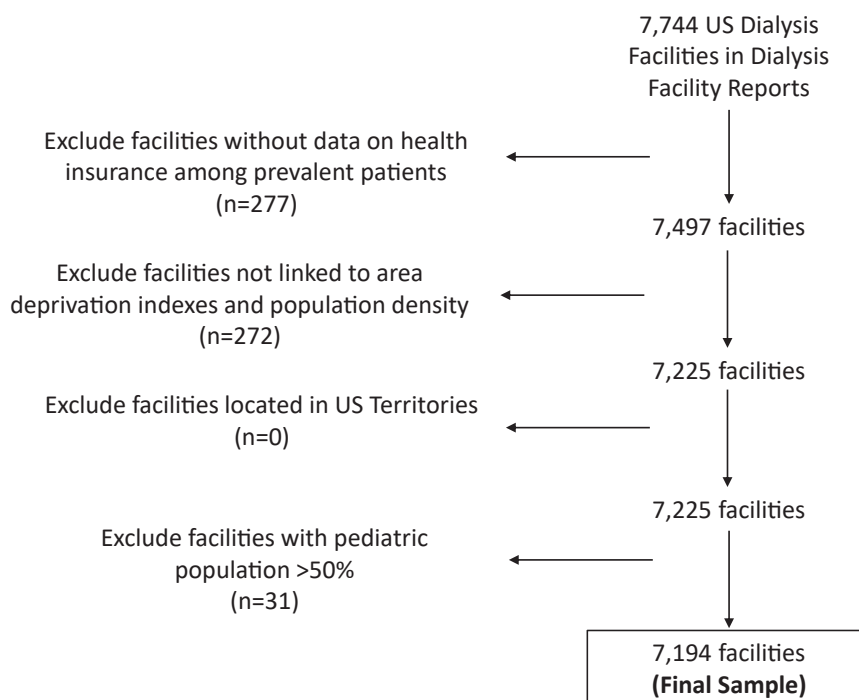 7,744 US Dialysis
Facilities in Dialysis
Facility Reports
Exclude facilities without data on health
insurance among prevalent patients
(n=277)
7,497 facilities
Exclude facilities not linked to area
deprivation indexes and population density
(n=272)
7,225 facilities
Exclude facilities located in US Territories
(n=0)
7,225 facilities
Exclude facilities with pediatric
population >50%
(n=31)
7,194 facilities
(Final Sample)